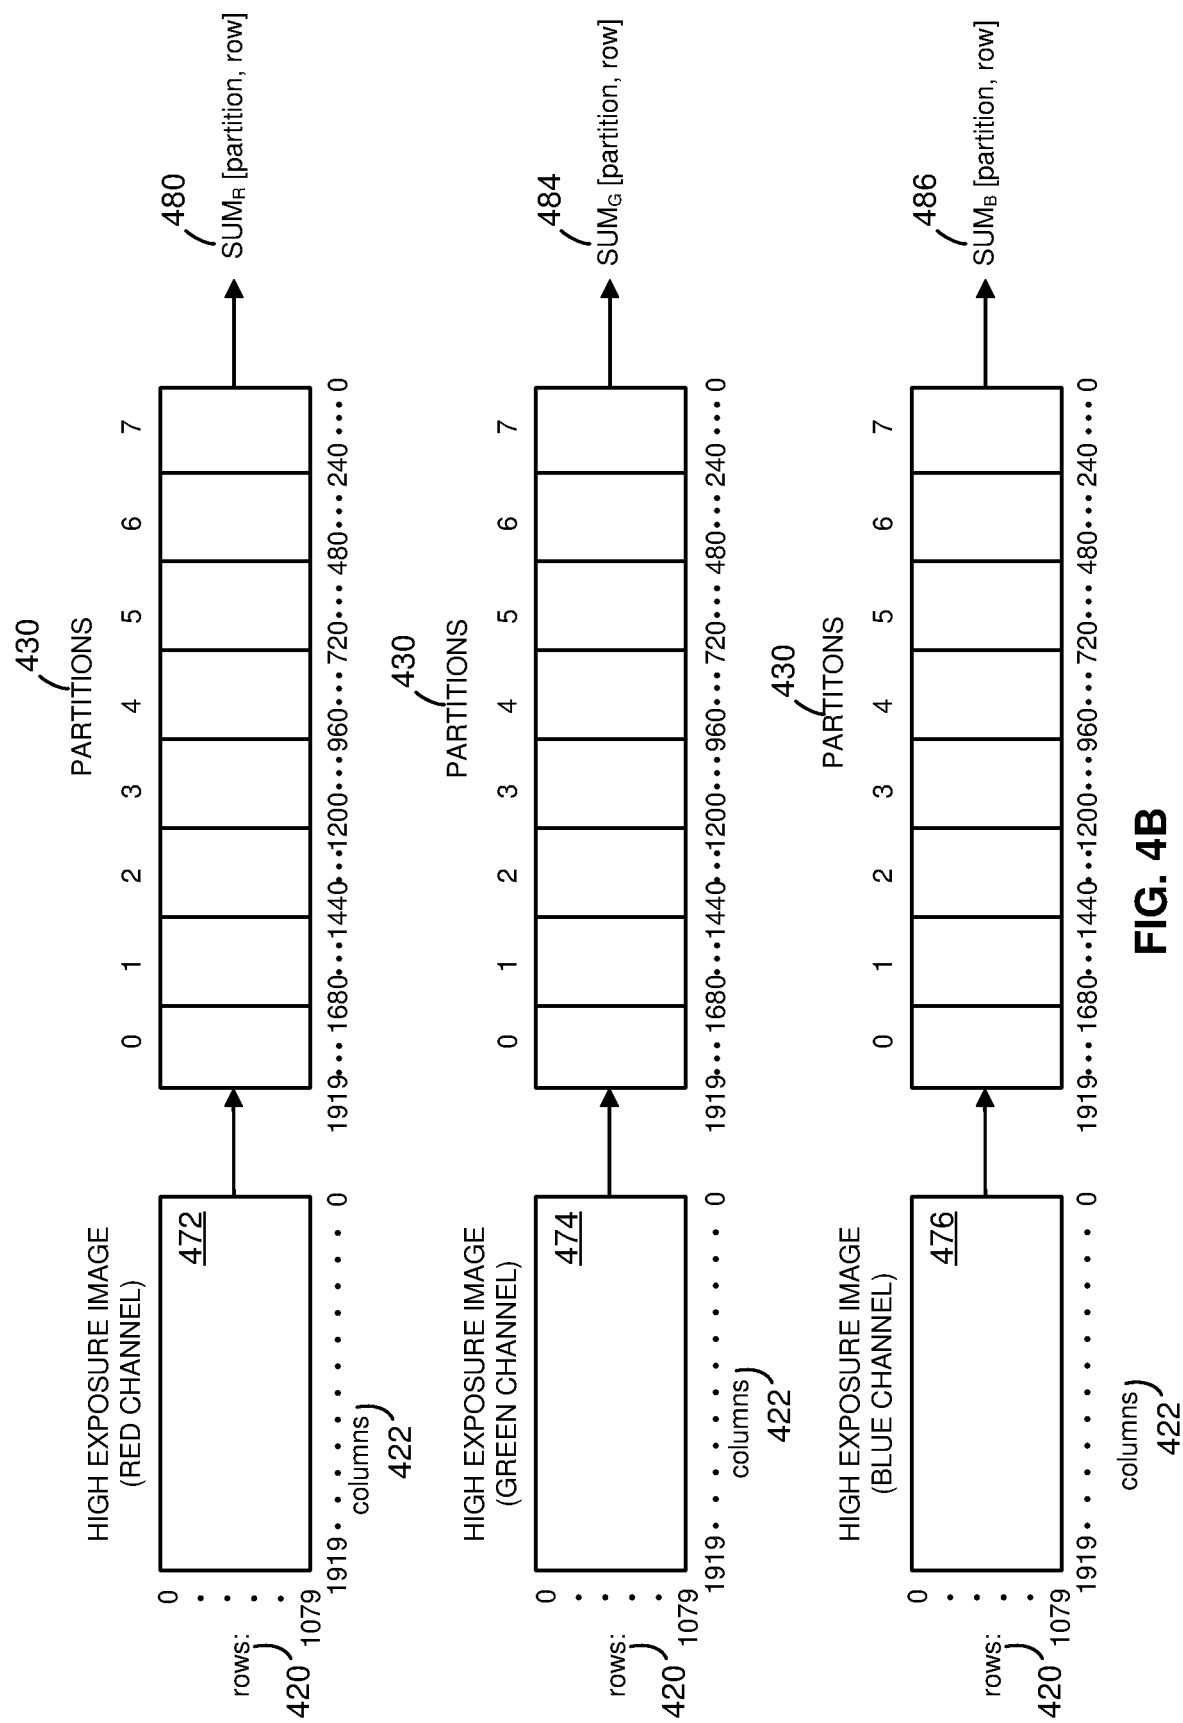 HIGH EXPOSURE IMAGE
(RED CHANNEL)
430
PARTITIONS
0 1 2 3 4 5 6 7
480
SUMR [partition, row]
472
rows:
420
0
1079
1919 0
columns
422
1919 1680 1440 1200 960 720 480 240 0
HIGH EXPOSURE IMAGE
(GREEN CHANNEL)
430
PARTITIONS
0 1 2 3 4 5 6 7
484
SUMG [partition, row]
474
rows:
420
0
1079
1919 0
columns
422
1919 1680 1440 1200 960 720 480 240 0
HIGH EXPOSURE IMAGE
(BLUE CHANNEL)
430
PARTITONS
0 1 2 3 4 5 6 7
486
SUMB [partition, row]
476
rows:
420
0
1079
1919 0
columns
422
1919 1680 1440 1200 960 720 480 240 0
FIG. 4B